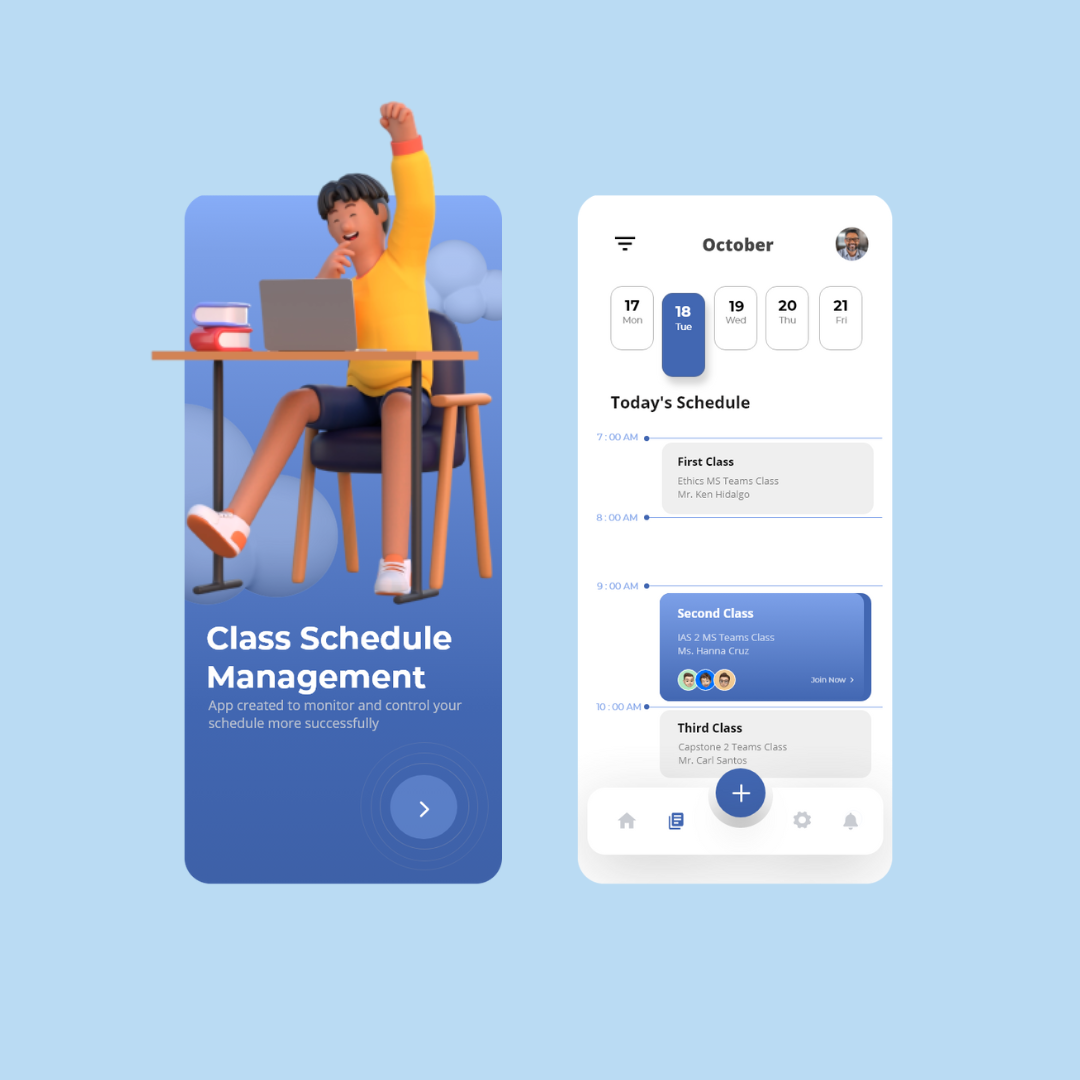 Class Schedule
Management
App created to monitor and control your
schedule more successfully
October
17
Mon
18
Tue
19
Wed
20
Thu
21
Fri
Today's Schedule
7:00 AM
First Class
Ethics MS Teams Class
Mr. Ken Hidalgo
8:00 AM
9:00 AM
Second Class
IAS 2 MS Teams Class
Ms. Hanna Cruz
Join Now
10:00 AM
Third Class
Capstone 2 Teams Class
Mr. Carl Santos